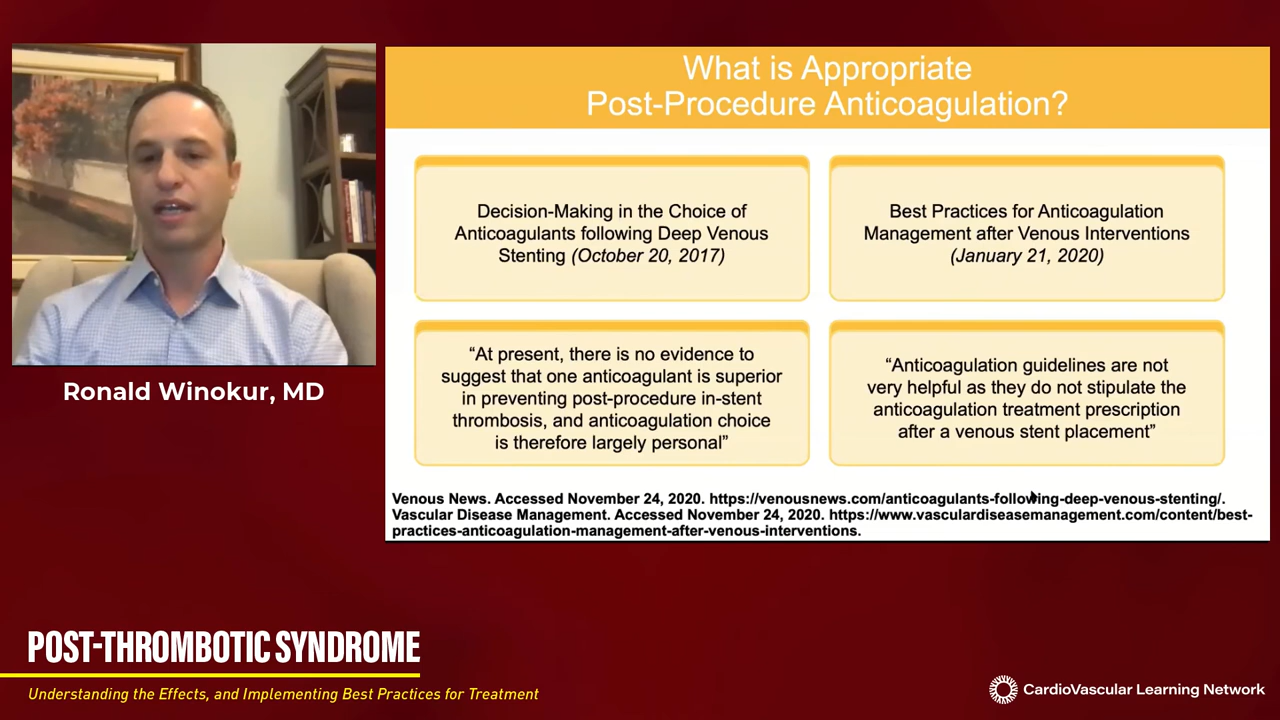 What is Appropriate
Post-Procedure Anticoagulation?
Decision-Making in the Choice of
Anticoagulants following Deep Venous
Stenting (October 20, 2017)
Best Practices for Anticoagulation
Management after Venous Interventions
(January 21, 2020)
“At present, there is no evidence to
suggest that one anticoagulant is superior
in preventing post-procedure in-stent
thrombosis, and anticoagulation choice
is therefore largely personal”
“Anticoagulation guidelines are not
very helpful as they do not stipulate the
anticoagulation treatment prescription
after a venous stent placement”
Venous News. Accessed November 24, 2020. https://venousnews.com/anticoagulants-following-deep-venous-stenting/.
Vascular Disease Management. Accessed November 24, 2020. https://www.vasculardiseasemanagement.com/content/best-
practices-anticoagulation-management-after-venous-interventions.
Ronald Winokur, MD
POST-THROMBOTIC SYNDROME
Understanding the Effects, and Implementing Best Practices for Treatment
CardioVascular Learning Network